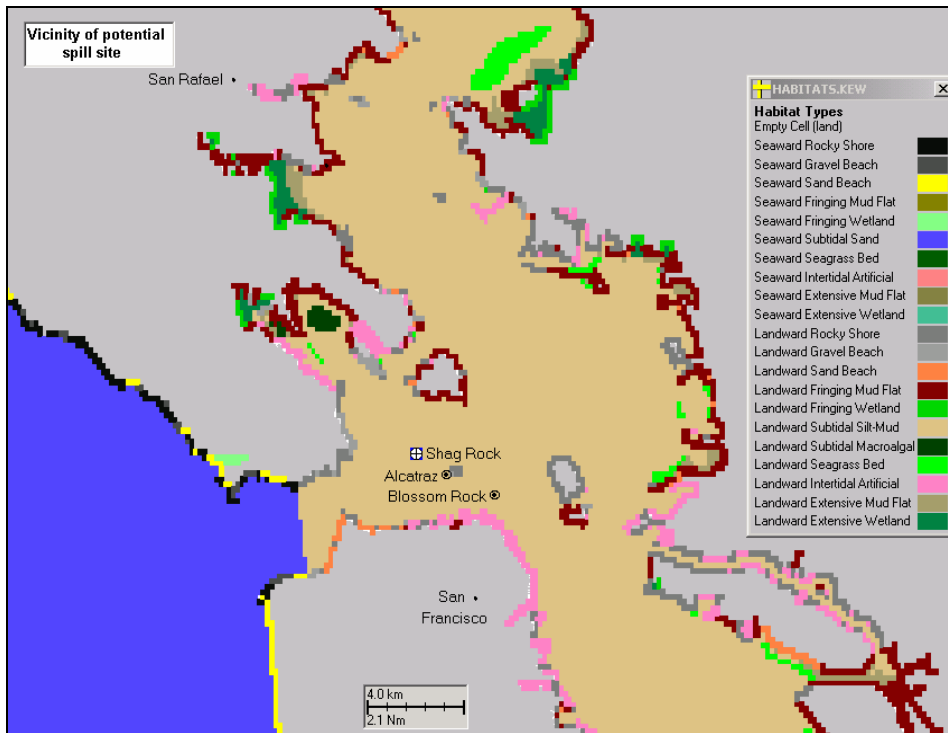 Vicinity of potential
spill site
San Rafael
HABITATS.KEW
Habitat Types
Empty Cell (land)
Seaward Rocky Shore
Seaward Gravel Beach
Seaward Sand Beach
Seaward Fringing Mud Flat
Seaward Fringing Wetland
Seaward Subtidal Sand
Seaward Seagrass Bed
Seaward Intertidal Artificial
Seaward Extensive Mud Flat
Seaward Extensive Wetland
Landward Rocky Shore
Landward Gravel Beach
Landward Sand Beach
Landward Fringing Mud Flat
Landward Fringing Wetland
Landward Subtidal Silt-Mud
Landward Subtidal Macroalgal
Landward Seagrass Bed
Landward Intertidal Artificial
Landward Extensive Mud Flat
Landward Extensive Wetland
Shag Rock
Alcatraz
Blossom Rock
San
Francisco
4.0 km
2.1 Nm